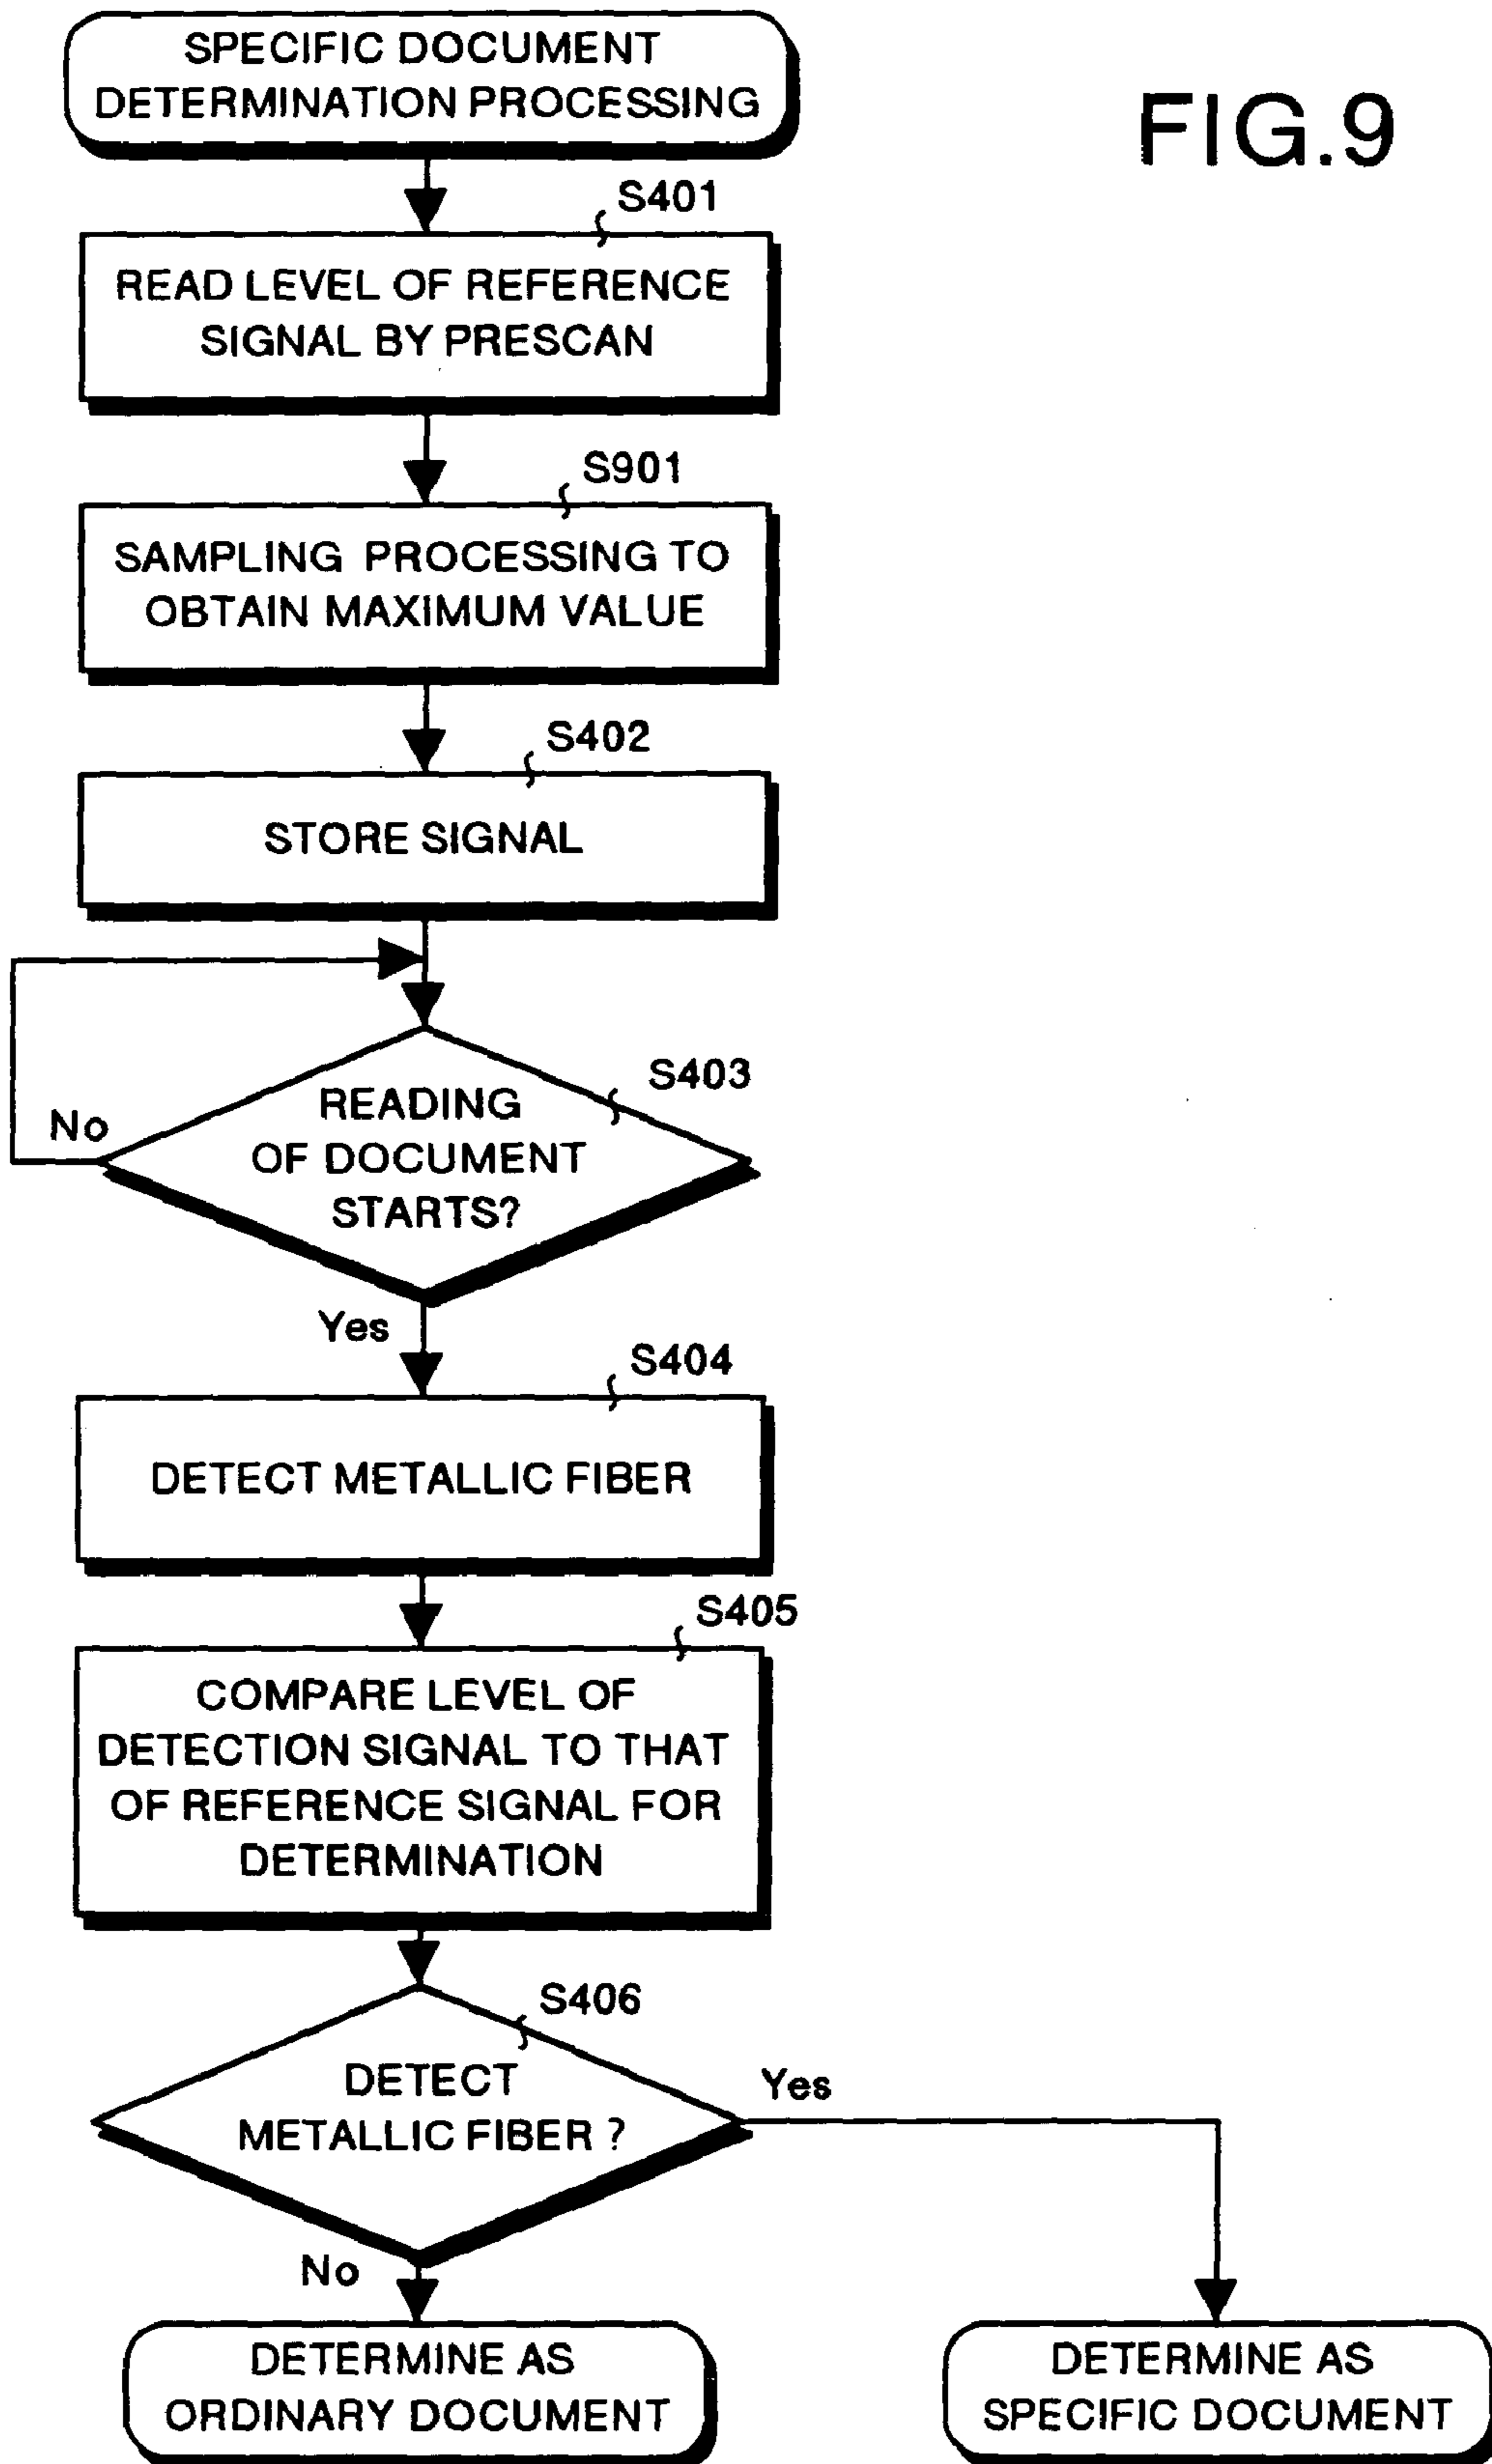 SPECIFIC DOCUMENT
DETERMINATION PROCESSING
FIG.9
S401
READ LEVEL OF REFERENCE
SIGNAL BY PRESCAN
S901
SAMPLING PROCESSING TO
OBTAIN MAXIMUM VALUE
S402
STORE SIGNAL
S403
READING
OF DOCUMENT
STARTS?
No
Yes
S404
DETECT METALLIC FIBER
S405
COMPARE LEVEL OF
DETECTION SIGNAL TO THAT
OF REFERENCE SIGNAL FOR
DETERMINATION
S406
DETECT
METALLIC FIBER ?
Yes
No
DETERMINE AS
ORDINARY DOCUMENT
DETERMINE AS
SPECIFIC DOCUMENT